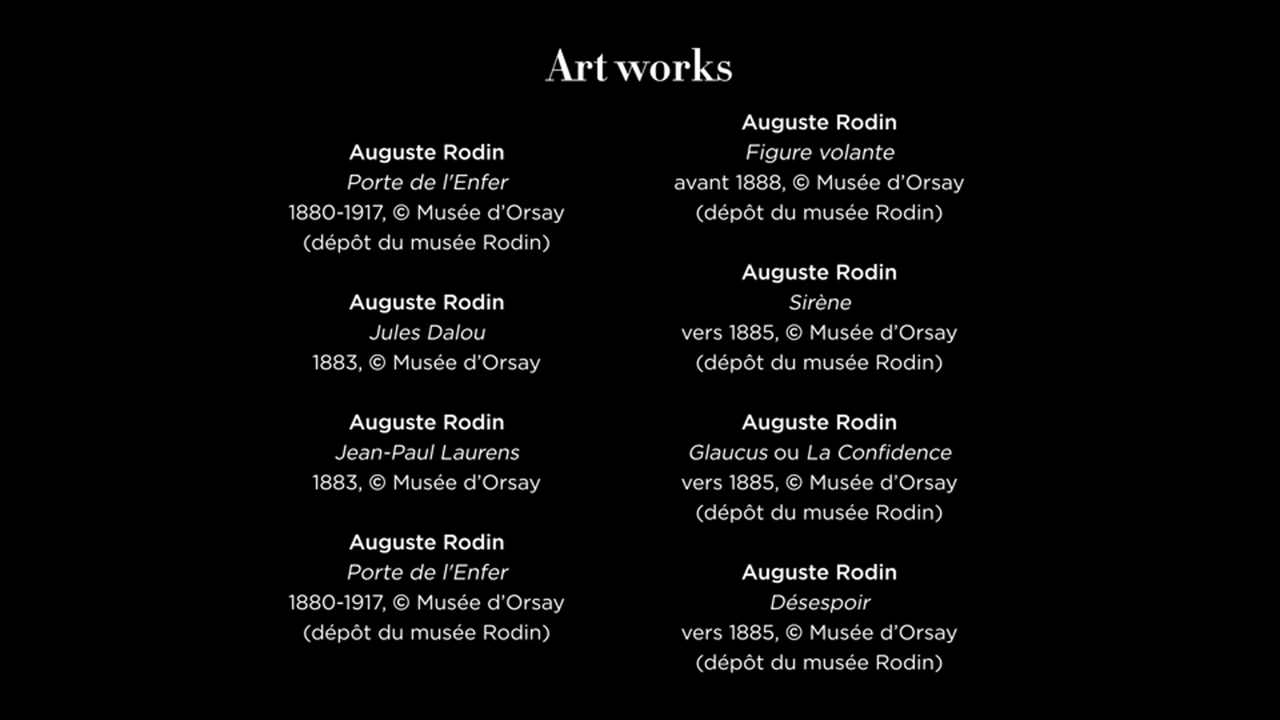 Art works
Auguste Rodin
Porte de l'Enfer
1880-1917, © Musée d'Orsay
(dépôt du musée Rodin)
Auguste Rodin
Jules Dalou
1883, © Musée d'Orsay
Auguste Rodin
Jean-Paul Laurens
1883, © Musée d'Orsay
Auguste Rodin
Porte de l'Enfer
1880-1917, © Musée d'Orsay
(dépôt du musée Rodin)
Auguste Rodin
Figure volante
avant 1888, © Musée d'Orsay
(dépôt du musée Rodin)
Auguste Rodin
Sirène
vers 1885, © Musée d'Orsay
(dépôt du musée Rodin)
Auguste Rodin
Glaucus ou La Confidence
vers 1885, © Musée d'Orsay
(dépôt du musée Rodin)
Auguste Rodin
Désespoir
vers 1885, © Musée d'Orsay
(dépôt du musée Rodin)